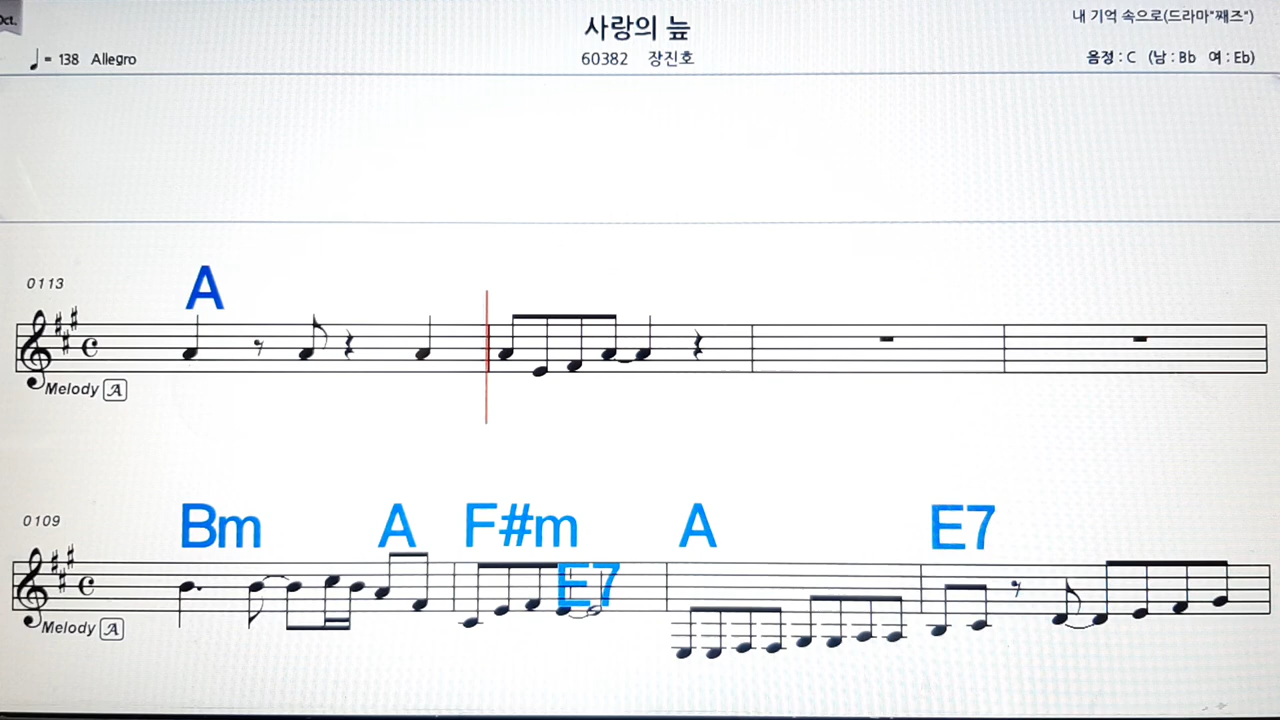 Oct.
사랑의 늪
내 기억 속으로(드라마"째즈")
♩ = 138 Allegro
60382 장진호
음정 : C (남 : Bb 여 : Eb)
A
0113
Melody A
Bm A F#m A E7
0109
E7
Melody A